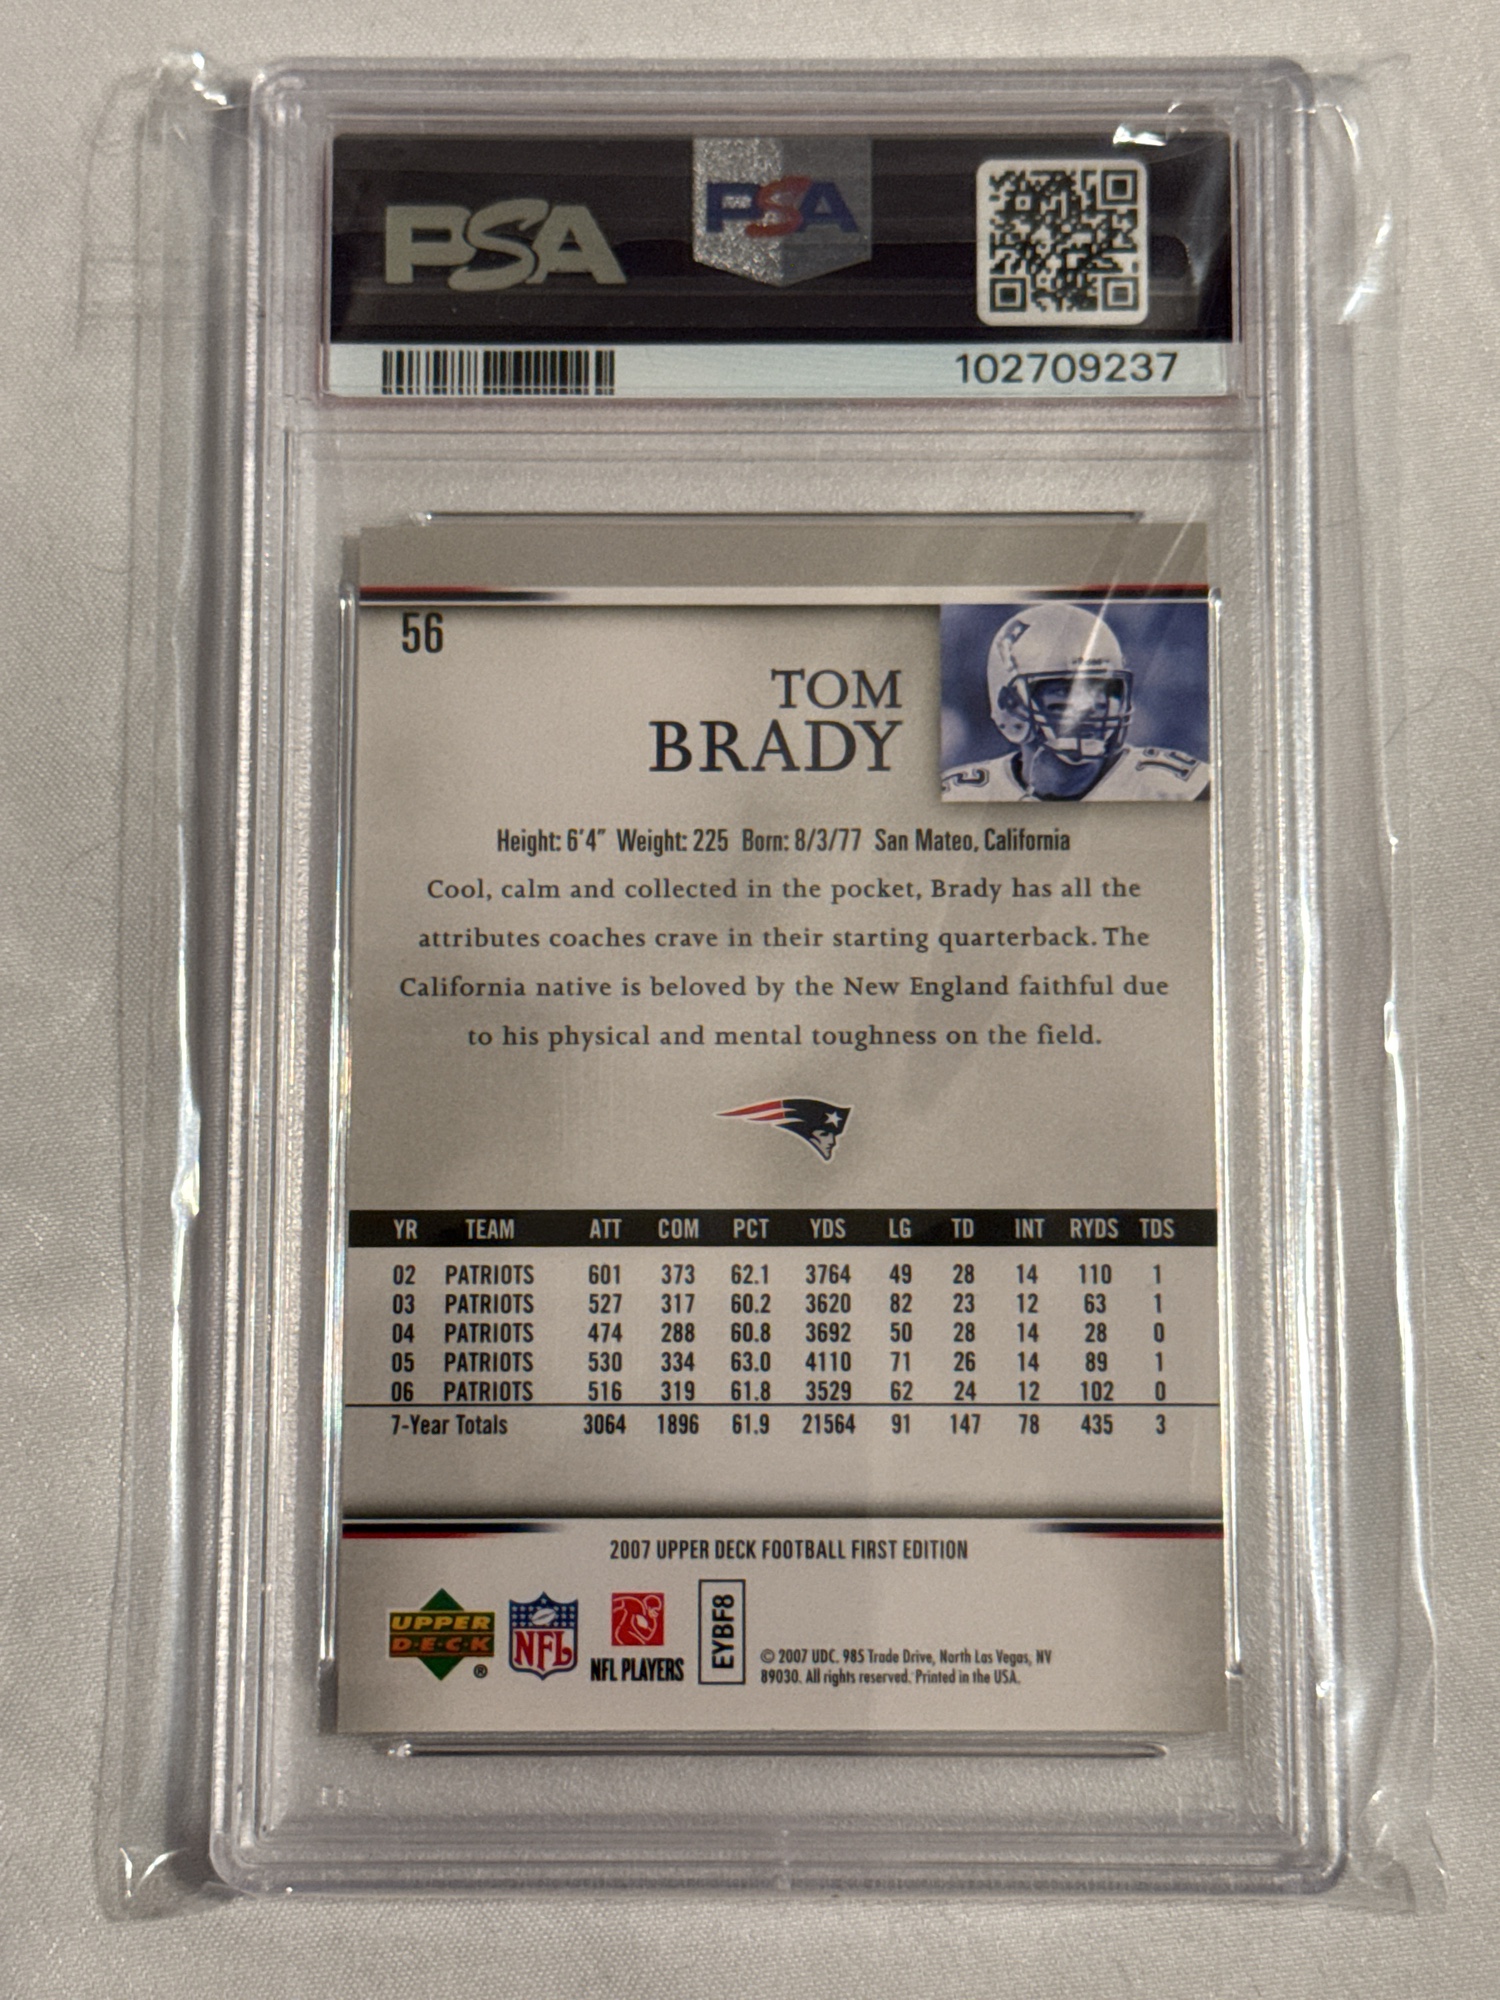 PSA
PSA
102709237
56
TOM
BRADY
Height: 6'4" Weight: 225 Born: 8/3/77 San Mateo, California
Cool, calm and collected in the pocket, Brady has all the
attributes coaches crave in their starting quarterback. The
California native is beloved by the New England faithful due
to his physical and mental toughness on the field.
YR TEAM ATT COM PCT YDS LG TD INT RYDS TDS
02 PATRIOTS 601 373 62.1 3764 49 28 14 110 1
03 PATRIOTS 527 317 60.2 3620 82 23 12 63 1
04 PATRIOTS 474 288 60.8 3692 50 28 14 28 0
05 PATRIOTS 530 334 63.0 4110 71 26 14 89 1
06 PATRIOTS 516 319 61.8 3529 62 24 12 102 0
7-Year Totals 3064 1896 61.9 21564 91 147 78 435 3
2007 UPPER DECK FOOTBALL FIRST EDITION
UPPER
D·E·C·K
®
NFL
NFL PLAYERS
EYBF8
© 2007 UDC. 985 Trade Drive, North Las Vegas, NV
89030. All rights reserved. Printed in the USA.